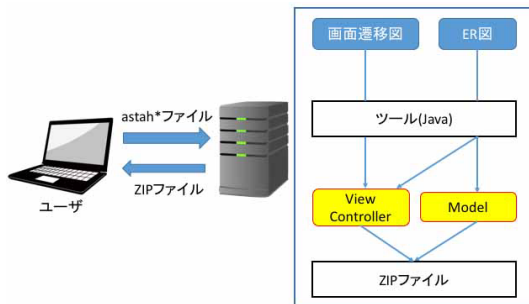 astah*ファイル
ZIPファイル
ユーザ
画面遷移図
ER図
ツール(Java)
View
Controller
Model
ZIPファイル